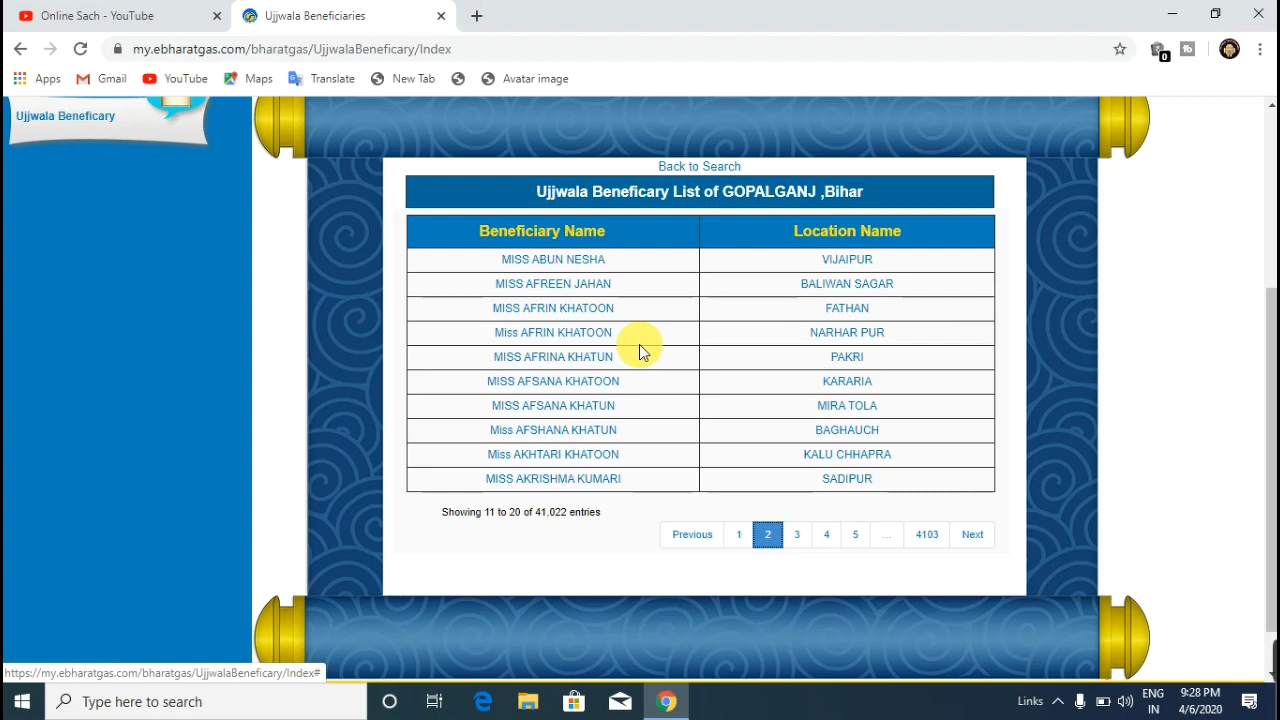 Online Sach - YouTube
Ujjwala Beneficiaries
my.ebharatgas.com/bharatgas/UjjwalaBeneficary/Index
0
Apps Gmail YouTube Maps Translate New Tab Avatar image
Ujjwala Beneficary
Back to Search
Ujjwala Beneficary List of GOPALGANJ ,Bihar
Beneficiary Name Location Name
MISS ABUN NESHA VIJAIPUR
MISS AFREEN JAHAN BALIWAN SAGAR
MISS AFRIN KHATOON FATHAN
Miss AFRIN KHATOON NARHAR PUR
MISS AFRINA KHATUN PAKRI
MISS AFSANA KHATOON KARARIA
MISS AFSANA KHATUN MIRA TOLA
Miss AFSHANA KHATUN BAGHAUCH
Miss AKHTARI KHATOON KALU CHHAPRA
MISS AKRISHMA KUMARI SADIPUR
Showing 11 to 20 of 41,022 entries
Previous 1 2 3 4 5 ... 4103 Next
https://my.ebharatgas.com/bharatgas/UjjwalaBeneficary/Index#
Type here to search
Links
ENG
IN
9:28 PM
4/6/2020